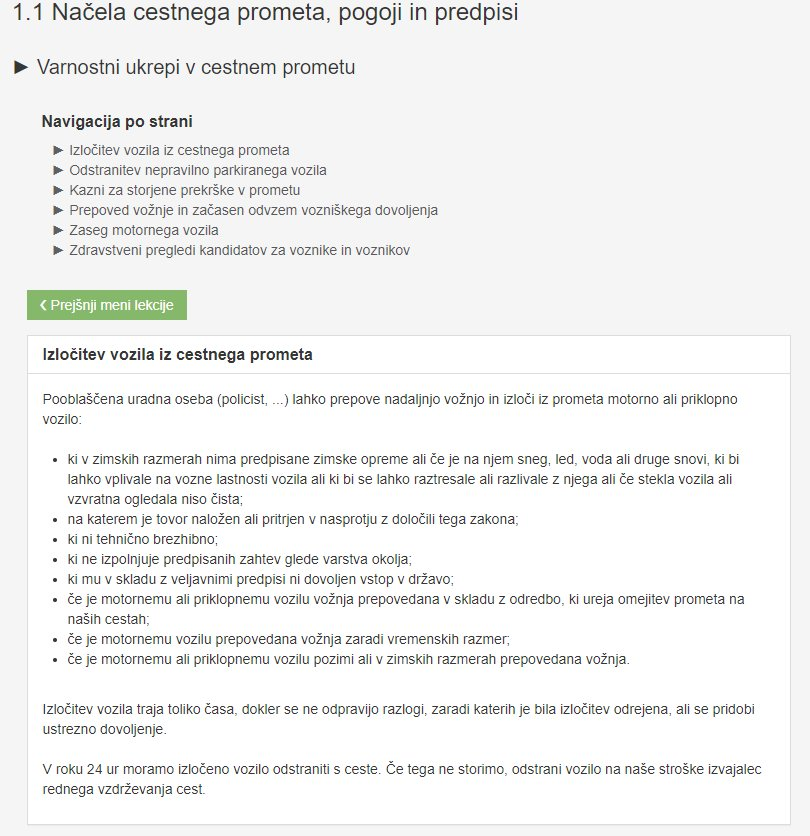 1.1 Načela cestnega prometa, pogoji in predpisi
► Varnostni ukrepi v cestnem prometu
Navigacija po strani
► Izločitev vozila iz cestnega prometa
► Odstranitev nepravilno parkiranega vozila
► Kazni za storjene prekrške v prometu
► Prepoved vožnje in začasen odvzem vozniškega dovoljenja
► Zaseg motornega vozila
► Zdravstveni pregledi kandidatov za voznike in voznikov
❮ Prejšnji meni lekcije
Izločitev vozila iz cestnega prometa
Pooblaščena uradna oseba (policist, ...) lahko prepove nadaljnjo vožnjo in izloči iz prometa motorno ali priklopno
vozilo:
• ki v zimskih razmerah nima predpisane zimske opreme ali če je na njem sneg, led, voda ali druge snovi, ki bi
lahko vplivale na vozne lastnosti vozila ali ki bi se lahko raztresale ali razlivale z njega ali če stekla vozila ali
vzvratna ogledala niso čista;
• na katerem je tovor naložen ali pritrjen v nasprotju z določili tega zakona;
• ki ni tehnično brezhibno;
• ki ne izpolnjuje predpisanih zahtev glede varstva okolja;
• ki mu v skladu z veljavnimi predpisi ni dovoljen vstop v državo;
• če je motornemu ali priklopnemu vozilu vožnja prepovedana v skladu z odredbo, ki ureja omejitev prometa na
naših cestah;
• če je motornemu vozilu prepovedana vožnja zaradi vremenskih razmer;
• če je motornemu ali priklopnemu vozilu pozimi ali v zimskih razmerah prepovedana vožnja.
Izločitev vozila traja toliko časa, dokler se ne odpravijo razlogi, zaradi katerih je bila izločitev odrejena, ali se pridobi
ustrezno dovoljenje.
V roku 24 ur moramo izločeno vozilo odstraniti s ceste. Če tega ne storimo, odstrani vozilo na naše stroške izvajalec
rednega vzdrževanja cest.